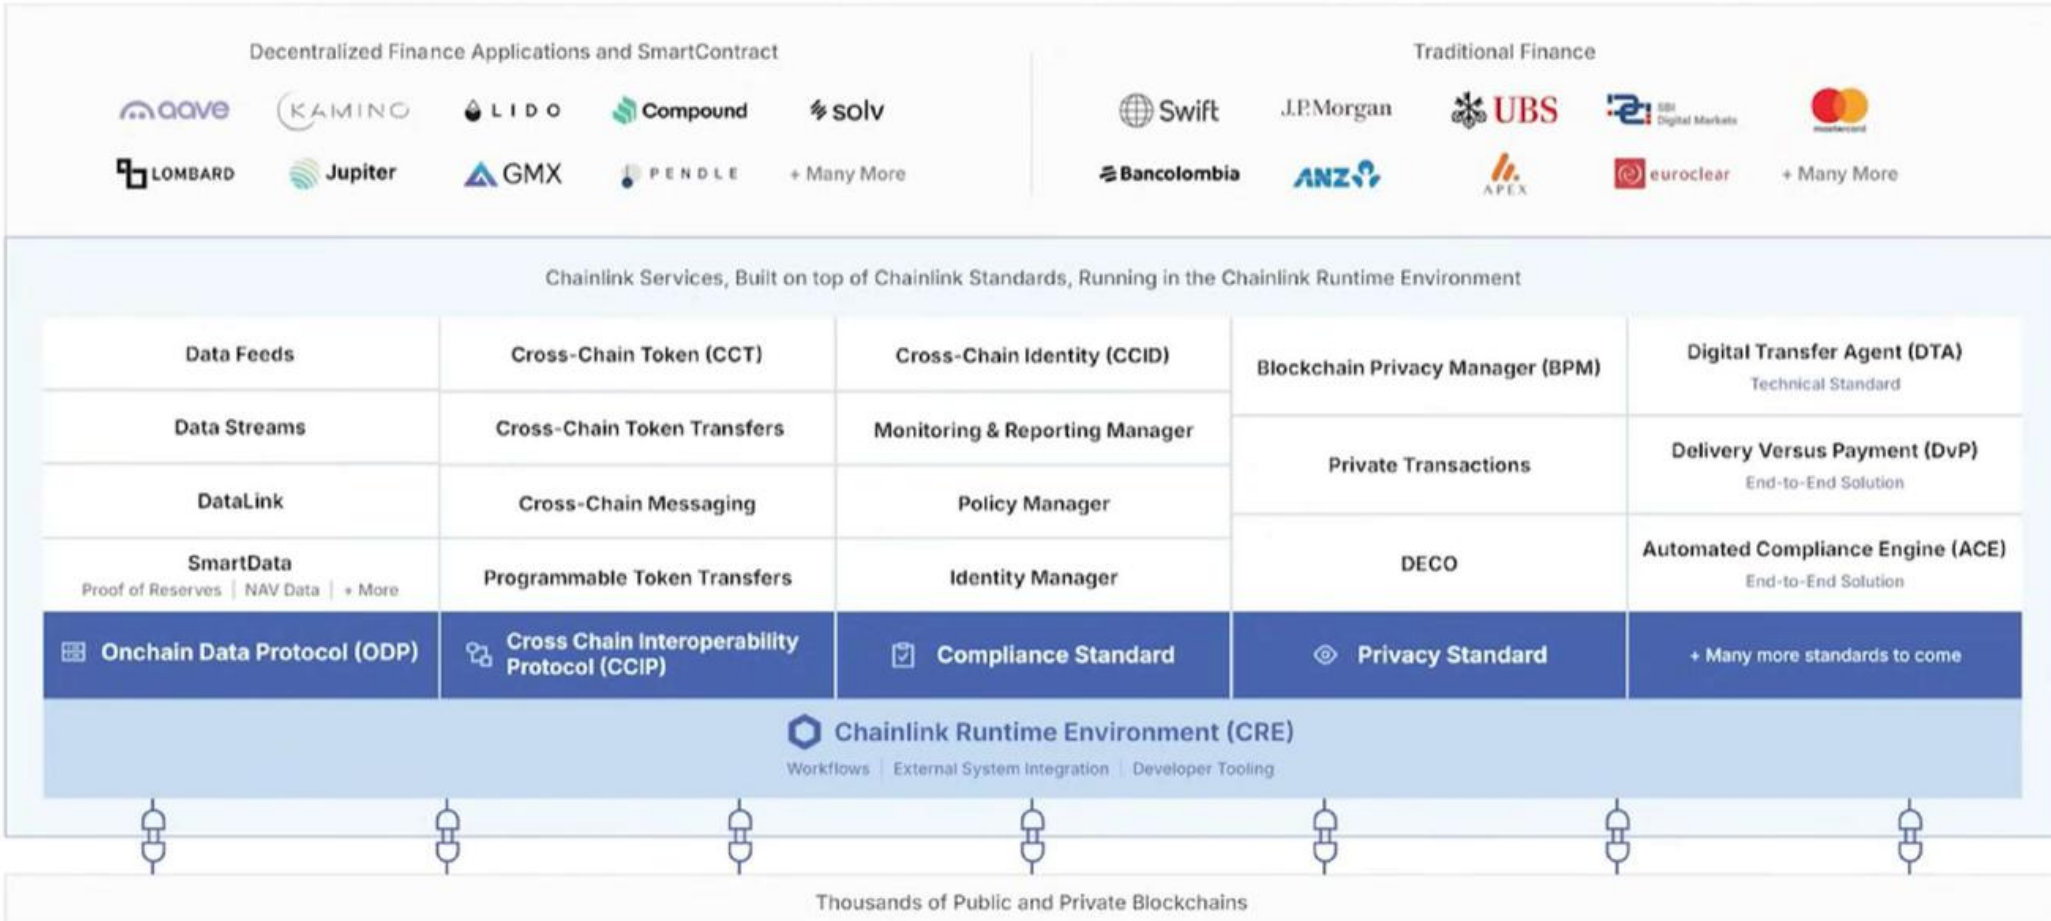 Decentralized Finance Applications and SmartContract
aave
KAMINO
LIDO
Compound
solv
LOMBARD
Jupiter
GMX
PENDLE
+ Many More
Traditional Finance
Swift
J.P.Morgan
UBS
SBI
Digital Markets
mastercard
Bancolombia
ANZ
APEX
euroclear
+ Many More
Chainlink Services, Built on top of Chainlink Standards, Running in the Chainlink Runtime Environment
Data Feeds
Data Streams
DataLink
SmartData
Proof of Reserves | NAV Data | + More
Onchain Data Protocol (ODP)
Cross-Chain Token (CCT)
Cross-Chain Token Transfers
Cross-Chain Messaging
Programmable Token Transfers
Cross Chain Interoperability
Protocol (CCIP)
Cross-Chain Identity (CCID)
Monitoring & Reporting Manager
Policy Manager
Identity Manager
Compliance Standard
Blockchain Privacy Manager (BPM)
Private Transactions
DECO
Privacy Standard
Digital Transfer Agent (DTA)
Technical Standard
Delivery Versus Payment (DvP)
End-to-End Solution
Automated Compliance Engine (ACE)
End-to-End Solution
+ Many more standards to come
Chainlink Runtime Environment (CRE)
Workflows | External System Integration | Developer Tooling
Thousands of Public and Private Blockchains